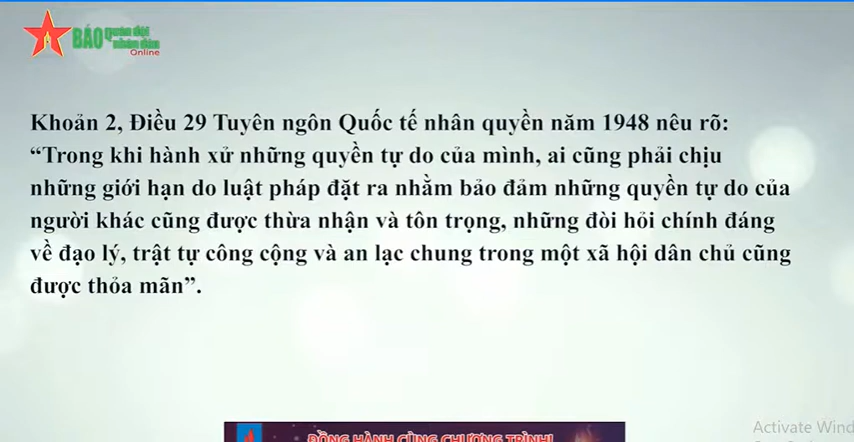 BÁO Quân đội
nhân dân
Online
Khoản 2, Điều 29 Tuyên ngôn Quốc tế nhân quyền năm 1948 nêu rõ:
“Trong khi hành xử những quyền tự do của mình, ai cũng phải chịu
những giới hạn do luật pháp đặt ra nhằm bảo đảm những quyền tự do của
người khác cũng được thừa nhận và tôn trọng, những đòi hỏi chính đáng
về đạo lý, trật tự công cộng và an lạc chung trong một xã hội dân chủ cũng
được thỏa mãn”.
ĐỒNG HÀNH CÙNG CHƯƠNG TRÌNH!
Activate Wind